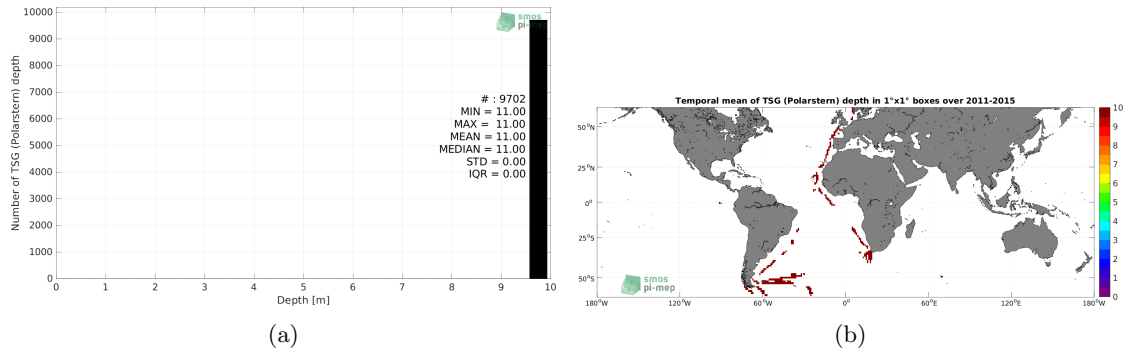 10000
9000
8000
7000
6000
5000
4000
3000
2000
1000
0
Number of TSG (Polarstern) depth
smos
pi-mep
# : 9702
MIN = 11.00
MAX = 11.00
MEAN = 11.00
MEDIAN = 11.00
STD = 0.00
IQR = 0.00
0 1 2 3 4 5 6 7 8 9 10
Depth [m]
(a)
Temporal mean of TSG (Polarstern) depth in 1°x1° boxes over 2011-2015
50°N
25°N
0°
25°S
50°S
smos
pi-mep
180°W 120°W 60°W 0° 60°E 120°E 180°W
10
9
8
7
6
5
4
3
2
1
0
(b)